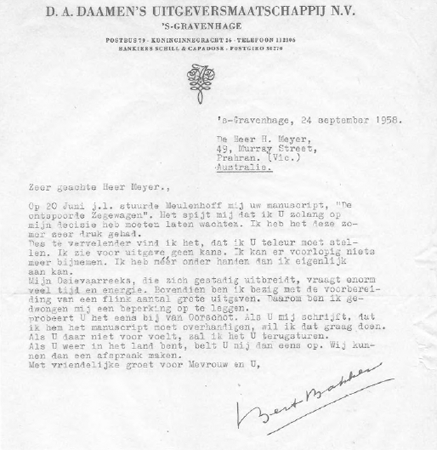 D. A. DAAMEN'S UITGEVERSMAATSCHAPPIJ N.V.
'S-GRAVENHAGE
POSTBUS 79 - KONINGINNEGRACHT - TELEFOON
BANKIERS SCHILL & CAPADOSE - POSTGIRO
's-Gravenhage, 24 september 1958.
De Heer H. Meyer,
49, Murray Street,
Prahran. (Vic.)
Australie.
Zeer geachte Heer Meyer.,
Op 20 Juni j.l. stuurde Meulenhoff mij uw manuscript, "De
ontspoorde Zegewagen". Het spijt mij dat ik U zolang op
mijn decisie heb moeten laten wachten. Ik heb het deze zo-
mer zeer druk gehad.
Des te vervelender vind ik het, dat ik U teleur moet stel-
len. Ik zie voor uitgave geen kans. Ik kan er voorlopig niets
meer bijnemen. Ik heb méér onder handen dan ik eigenlijk
aan kan.
Mijn Ooievaarreeks, die zich gestadig uitbreidt, vraagt enorm
veel tijd en energie. Bovendien ben ik bezig met de voorberei-
ding van een flink aantal grote uitgaven. Daarom ben ik ge-
dwongen mij een beperking op te leggen.
probeert U het eens bij van Oorschot. Als U mij schrijft, dat
ik hem het manuscript moet overhandigen, wil ik dat graag doen.
Als U daar niet voor voelt, zal ik het U terugsturen.
Als U weer in het land bent, belt U mij dan eens op. Wij kun-
nen dan een afspraak maken.
Met vriendelijke groet voor Mevrouw en U,
Bert Bakker